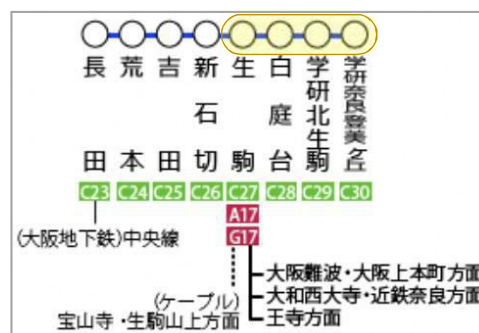 長田
荒本
吉田
新石切
生駒
白庭台
学研北生駒
学研奈良登美ヶ丘
C23 C24 C25 C26 C27 C28 C29 C30
A17
G17
(大阪地下鉄)中央線
(ケーブル)
宝山寺・生駒山上方面
大阪難波・大阪上本町方面
大和西大寺・近鉄奈良方面
王寺方面